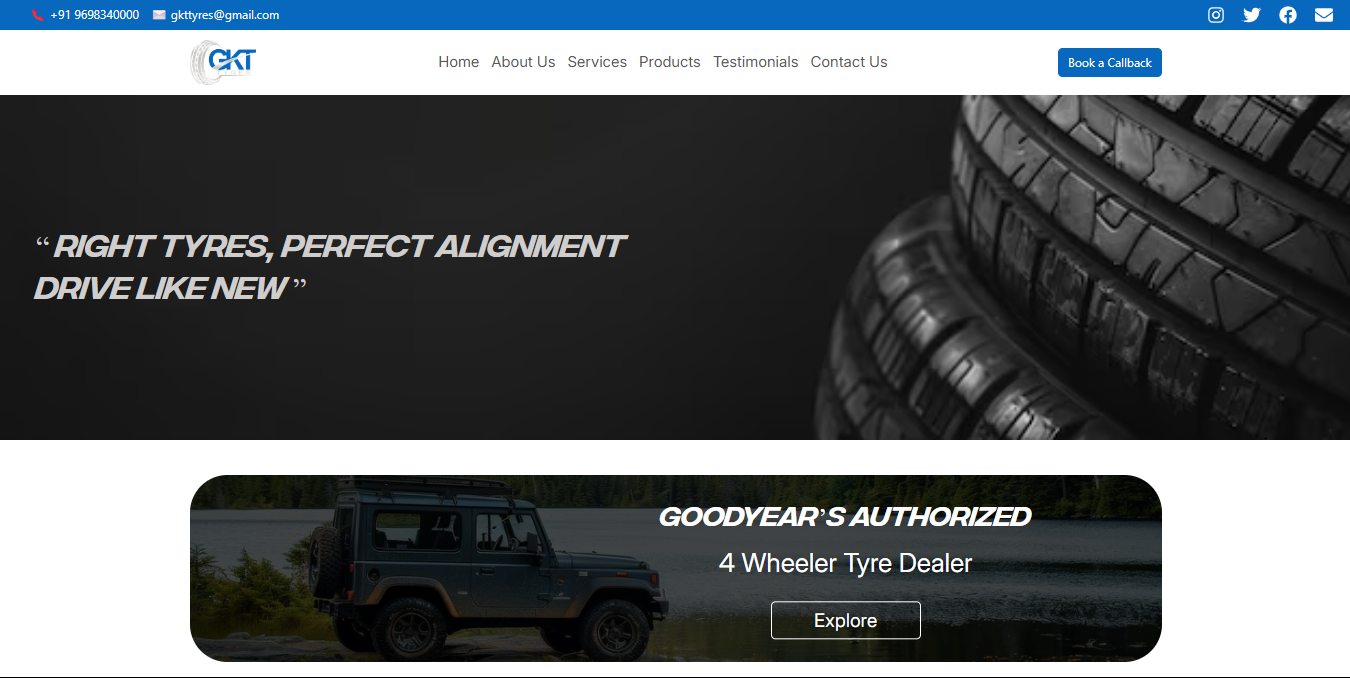 +91 9698340000 gkttyres@gmail.com
GKT
Home About Us Services Products Testimonials Contact Us
Book a Callback
“ RIGHT TYRES, PERFECT ALIGNMENT
DRIVE LIKE NEW ”
GOODYEAR’S AUTHORIZED
4 Wheeler Tyre Dealer
Explore